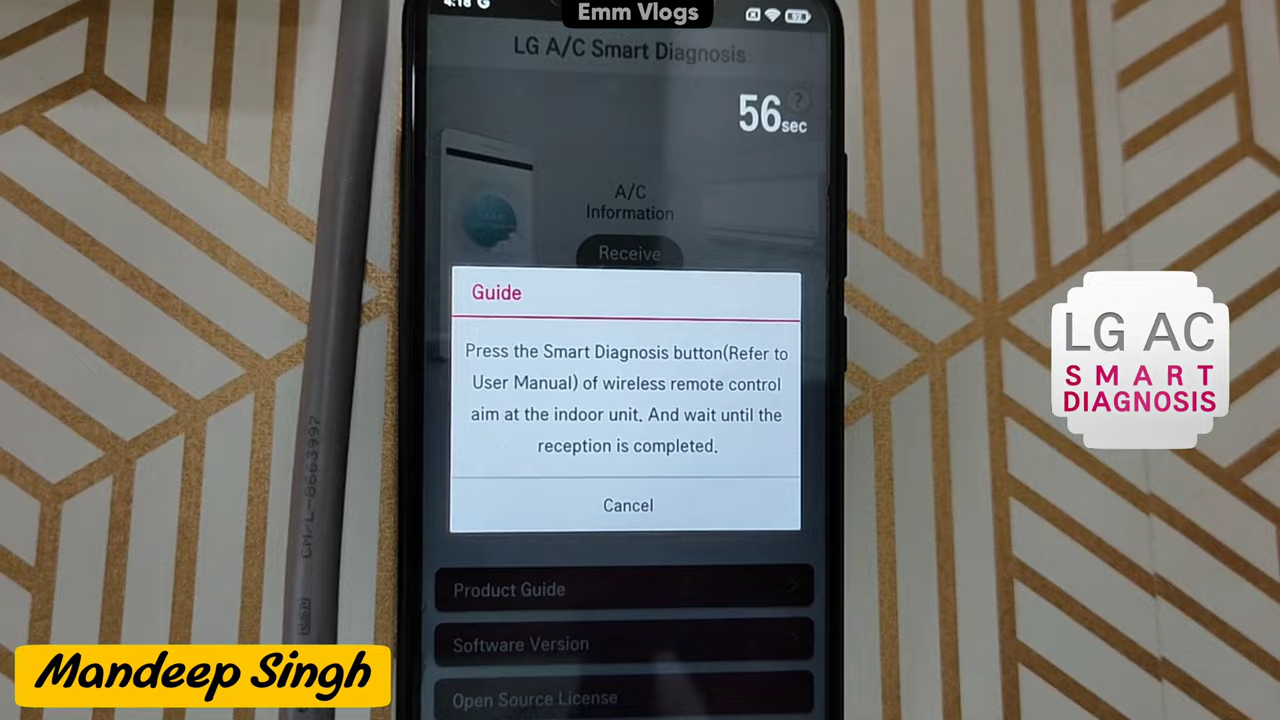 4:18 G
Emm Vlogs
LG A/C Smart Diagnosis
?
56sec
A/C
Information
Receive
Guide
Press the Smart Diagnosis button(Refer to
User Manual) of wireless remote control
aim at the indoor unit. And wait until the
reception is completed.
Cancel
Product Guide
Software Version
Open Source License
LG AC
SMART
DIAGNOSIS
Mandeep Singh